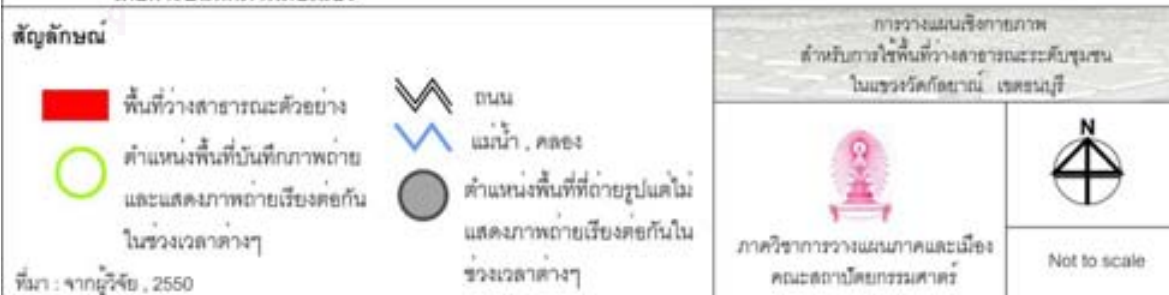 สัญลักษณ์
พื้นที่ว่างสาธารณะตัวอย่าง
ตำแหน่งพื้นที่บันทึกภาพถ่าย
และแสดงภาพถ่ายเรียงต่อกัน
ในช่วงเวลาต่างๆ
ที่มา : จากผู้วิจัย , 2550
ถนน
แม่น้ำ , คลอง
ตำแหน่งพื้นที่ที่ถ่ายรูปแต่ไม่
แสดงภาพถ่ายเรียงต่อกันใน
ช่วงเวลาต่างๆ
การวางแผนเชิงกายภาพ
สำหรับการใช้พื้นที่ว่างสาธารณะระดับชุมชน
ในแขวงวัดกัลยาณ์ เขตธนบุรี
ภาควิชาการวางแผนภาคและเมือง
คณะสถาปัตยกรรมศาตร์
N
Not to scale